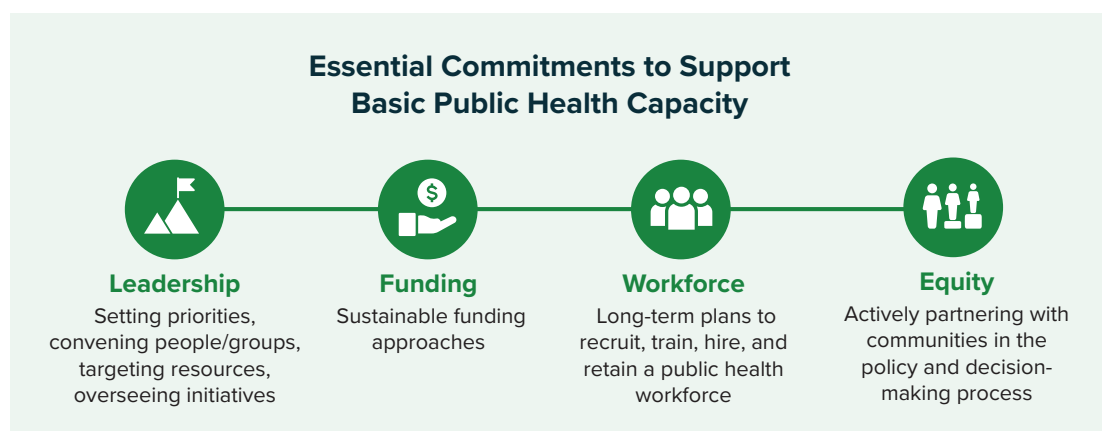 Essential Commitments to Support
Basic Public Health Capacity
$
Leadership
Setting priorities,
convening people/groups,
targeting resources,
overseeing initiatives
Funding
Sustainable funding
approaches
Workforce
Long-term plans to
recruit, train, hire, and
retain a public health
workforce
Equity
Actively partnering with
communities in the
policy and decision-
making process